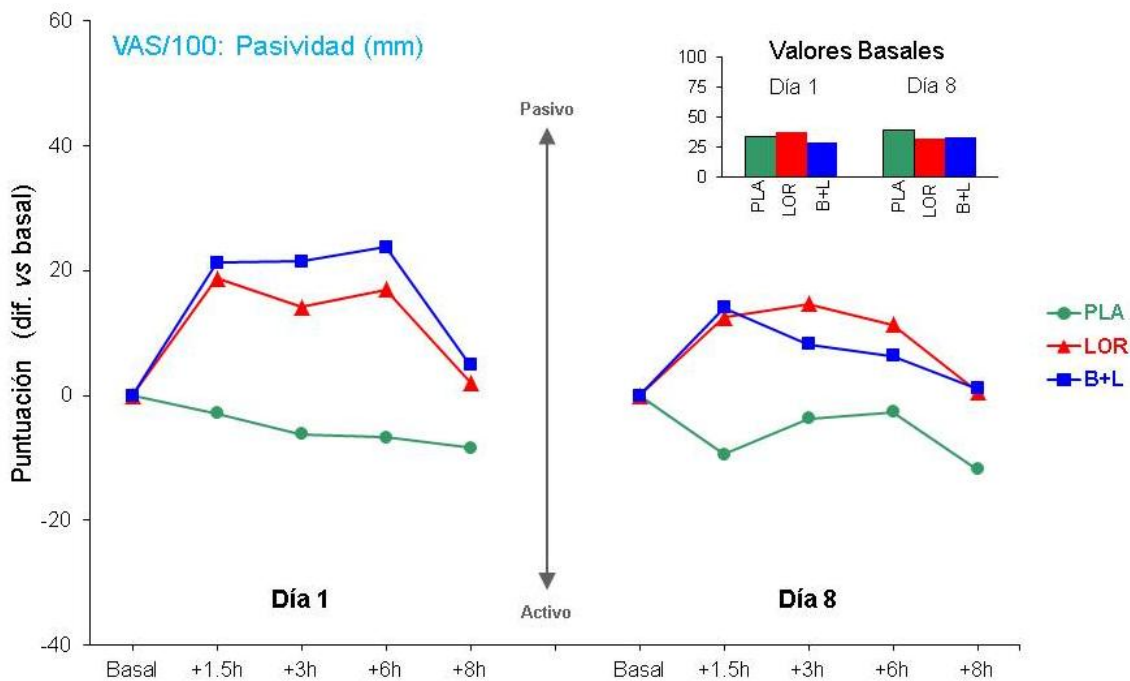 VAS/100: Pasividad (mm)
Valores Basales
Día 1
Día 8
100
75
50
25
0
PLA
LOR
B+L
PLA
LOR
B+L
Pasivo
Activo
Puntuación (dif. vs basal)
60
40
20
0
-20
-40
PLA
LOR
B+L
Día 1
Día 8
Basal
+1.5h
+3h
+6h
+8h
Basal
+1.5h
+3h
+6h
+8h